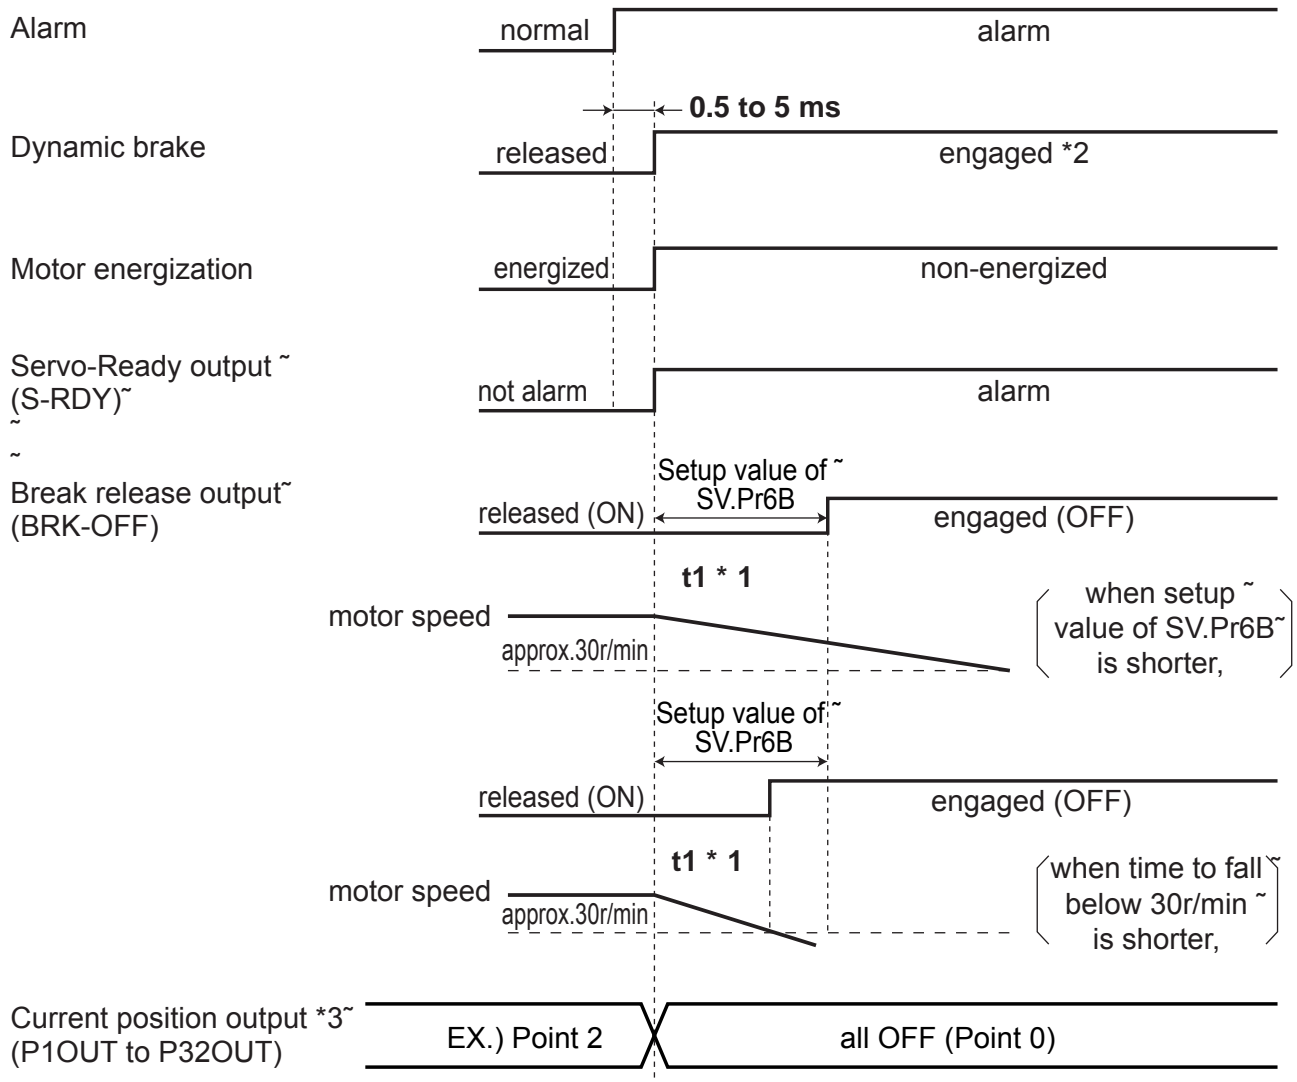 Alarm
normal
alarm
0.5 to 5 ms
Dynamic brake
released
engaged *2
Motor energization
energized
non-energized
Servo-Ready output ˜
(S-RDY)˜
˜
˜
not alarm
alarm
Break release output˜
(BRK-OFF)
Setup value of ˜
SV.Pr6B
released (ON)
engaged (OFF)
t1 * 1
motor speed
approx.30r/min
when setup ˜
value of SV.Pr6B˜
is shorter,
Setup value of ˜
SV.Pr6B
released (ON)
engaged (OFF)
t1 * 1
motor speed
approx.30r/min
when time to fall ˜
below 30r/min ˜
is shorter,
Current position output *3˜
(P1OUT to P32OUT)
EX.) Point 2
all OFF (Point 0)